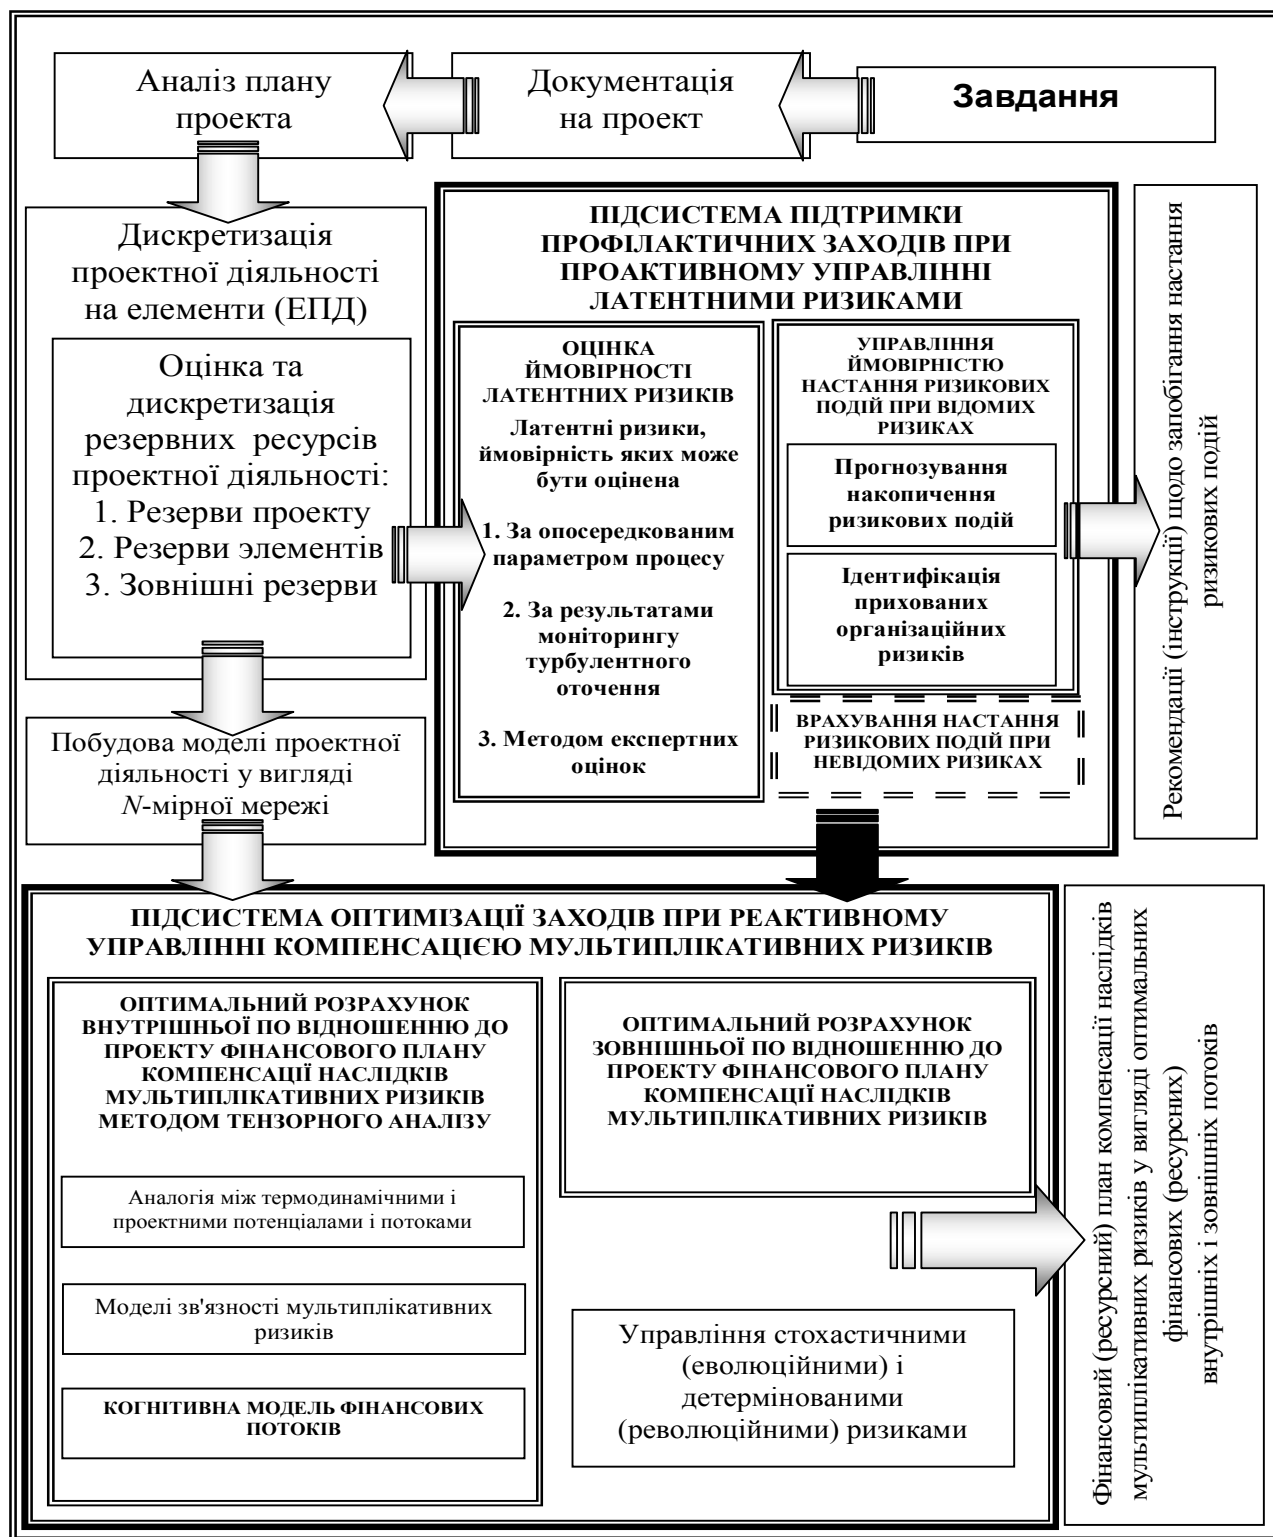 Аналіз плану
проекта
Документація
на проект
Завдання
Дискретизація
проектної діяльності
на елементи (ЕПД)
Оцінка та
дискретизація
резервних ресурсів
проектної діяльності:
1. Резерви проекту
2. Резерви элементів
3. Зовнішні резерви
Побудова моделі проектної
діяльності у вигляді
N-мірної мережі
ПІДСИСТЕМА ПІДТРИМКИ
ПРОФІЛАКТИЧНИХ ЗАХОДІВ ПРИ
ПРОАКТИВНОМУ УПРАВЛІННІ
ЛАТЕНТНИМИ РИЗИКАМИ
ОЦІНКА
ЙМОВІРНОСТІ
ЛАТЕНТНИХ РИЗИКІВ
Латентні ризики,
ймовірність яких може
бути оцінена
1. За опосередкованим
параметром процесу
2. За результатами
моніторингу
турбулентного
оточення
3. Методом експертних
оцінок
УПРАВЛІННЯ
ЙМОВІРНІСТЮ
НАСТАННЯ РИЗИКОВИХ
ПОДІЙ ПРИ ВІДОМИХ
РИЗИКАХ
Прогнозування
накопичення
ризикових подій
Ідентифікація
прихованих
організаційних
ризиків
ВРАХУВАННЯ НАСТАННЯ
РИЗИКОВИХ ПОДІЙ ПРИ
НЕВІДОМИХ РИЗИКАХ
Рекомендації (інструкції) щодо запобігання настання
ризикових подій
ПІДСИСТЕМА ОПТИМІЗАЦІЇ ЗАХОДІВ ПРИ РЕАКТИВНОМУ
УПРАВЛІННІ КОМПЕНСАЦІЄЮ МУЛЬТИПЛІКАТИВНИХ РИЗИКІВ
ОПТИМАЛЬНИЙ РОЗРАХУНОК
ВНУТРІШНЬОЇ ПО ВІДНОШЕННЮ ДО
ПРОЕКТУ ФІНАНСОВОГО ПЛАНУ
КОМПЕНСАЦІЇ НАСЛІДКІВ
МУЛЬТИПЛІКАТИВНИХ РИЗИКІВ
МЕТОДОМ ТЕНЗОРНОГО АНАЛІЗУ
Аналогія між термодинамічними і
проектними потенціалами і потоками
Моделі зв'язності мультиплікативних
ризиків
КОГНІТИВНА МОДЕЛЬ ФІНАНСОВИХ
ПОТОКІВ
ОПТИМАЛЬНИЙ РОЗРАХУНОК
ЗОВНІШНЬОЇ ПО ВІДНОШЕННЮ ДО
ПРОЕКТУ ФІНАНСОВОГО ПЛАНУ
КОМПЕНСАЦІЇ НАСЛІДКІВ
МУЛЬТИПЛІКАТИВНИХ РИЗИКІВ
Управління стохастичними
(еволюційними) і
детермінованими
(революційними) ризиками
Фінансовий (ресурсний) план компенсації наслідків
мультиплікативних ризиків у вигляді оптимальних
фінансових (ресурсних)
внутрішніх і зовнішніх потоків